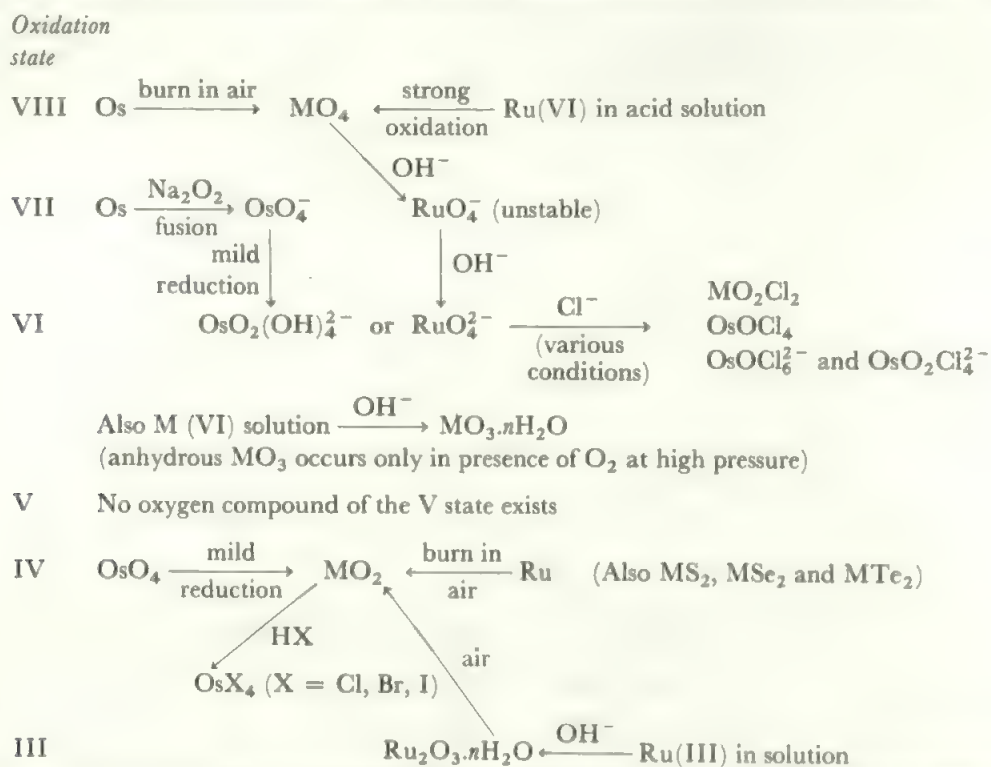 Oxidation
state
burn in air strong
VIII Os ⟶ MO₄ ⟵ Ru(VI) in acid solution
oxidation
OH⁻
Na₂O₂
VII Os ⟶ OsO₄⁻ RuO₄⁻ (unstable)
fusion
mild
reduction
OH⁻
VI OsO₂(OH)₄²⁻ or RuO₄²⁻ ⟶ MO₂Cl₂
Cl⁻ OsOCl₄
(various OsOCl₆²⁻ and OsO₂Cl₄²⁻
conditions)
OH⁻
Also M (VI) solution ⟶ MO₃.nH₂O
(anhydrous MO₃ occurs only in presence of O₂ at high pressure)
V No oxygen compound of the V state exists
mild burn in
IV OsO₄ ⟶ MO₂ ⟵ Ru (Also MS₂, MSe₂ and MTe₂)
reduction air
HX
air
OsX₄ (X = Cl, Br, I)
OH⁻
III Ru₂O₃.nH₂O ⟵ Ru(III) in solution